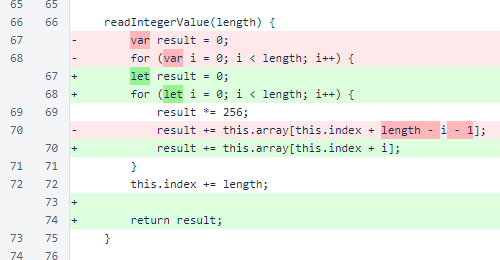 65 65
66 66 readIntegerValue(length) {
67 - var result = 0;
68 - for (var i = 0; i < length; i++) {
67 + let result = 0;
68 + for (let i = 0; i < length; i++) {
69 69 result *= 256;
70 - result += this.array[this.index + length - i - 1];
70 + result += this.array[this.index + i];
71 71 }
72 72 this.index += length;
73 +
74 + return result;
73 75 }
74 76